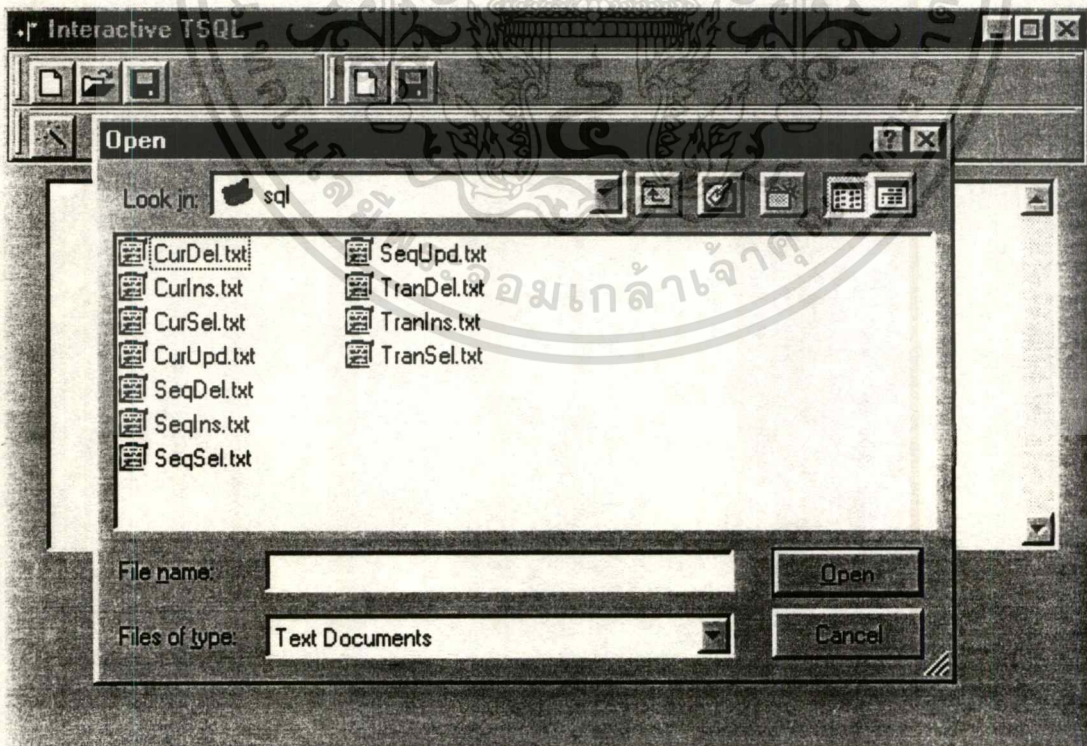 Interactive TSQL
Open
Look in: sql
CurDel.txt
CurIns.txt
CurSel.txt
CurUpd.txt
SeqDel.txt
SeqIns.txt
SeqSel.txt
SeqUpd.txt
TranDel.txt
TranIns.txt
TranSel.txt
File name:
Open
Files of type: Text Documents
Cancel